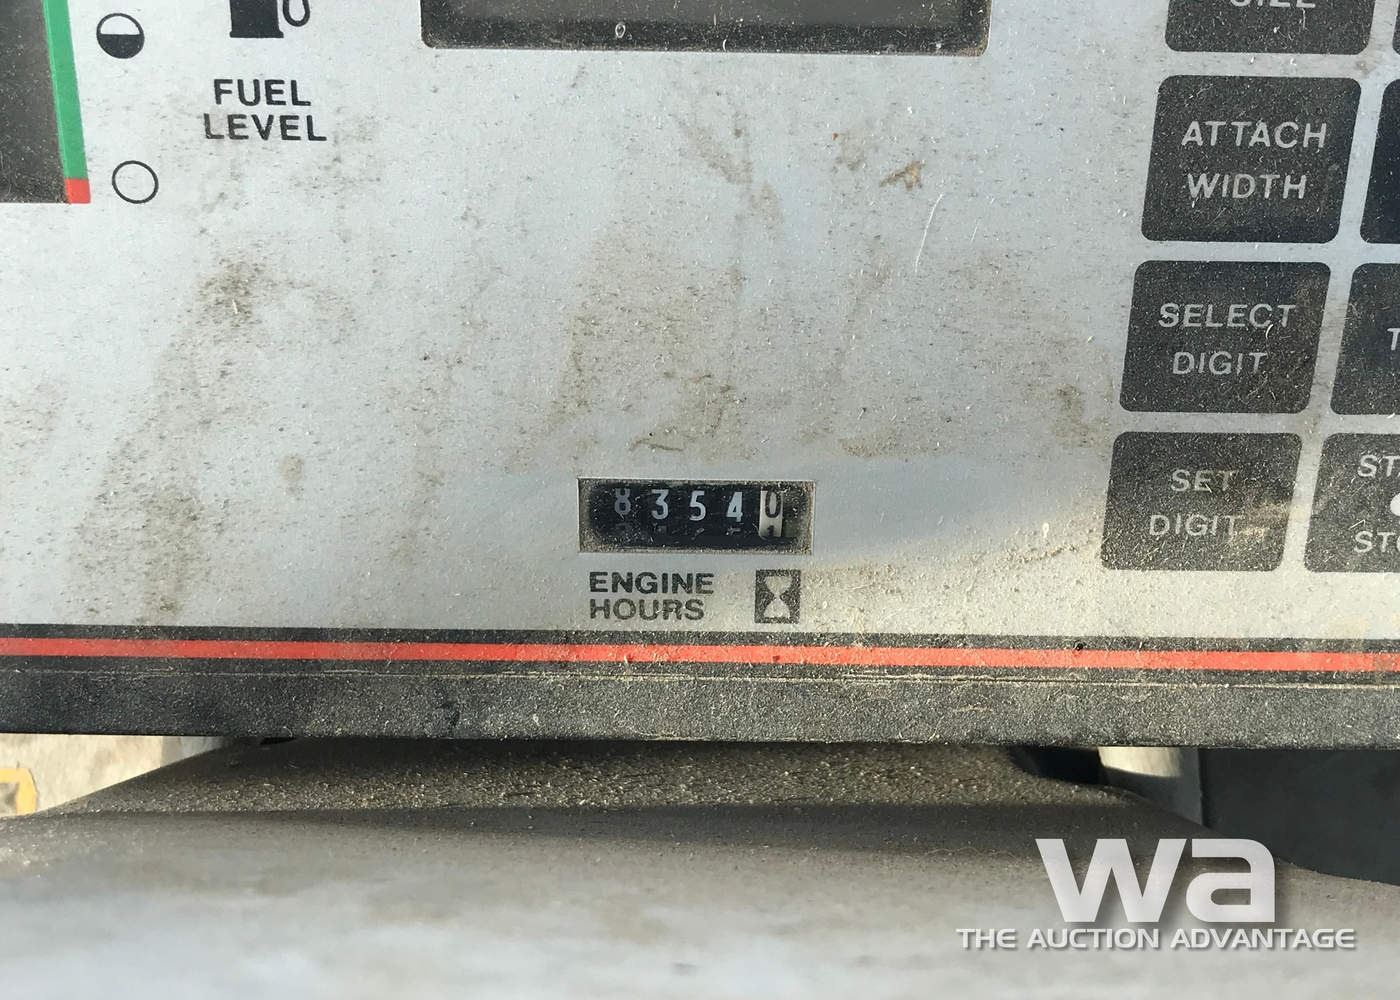 FUEL
LEVEL
ATTACH
WIDTH
SELECT
DIGIT
SET
DIGIT
83540
ENGINE
HOURS
wa
THE AUCTION ADVANTAGE